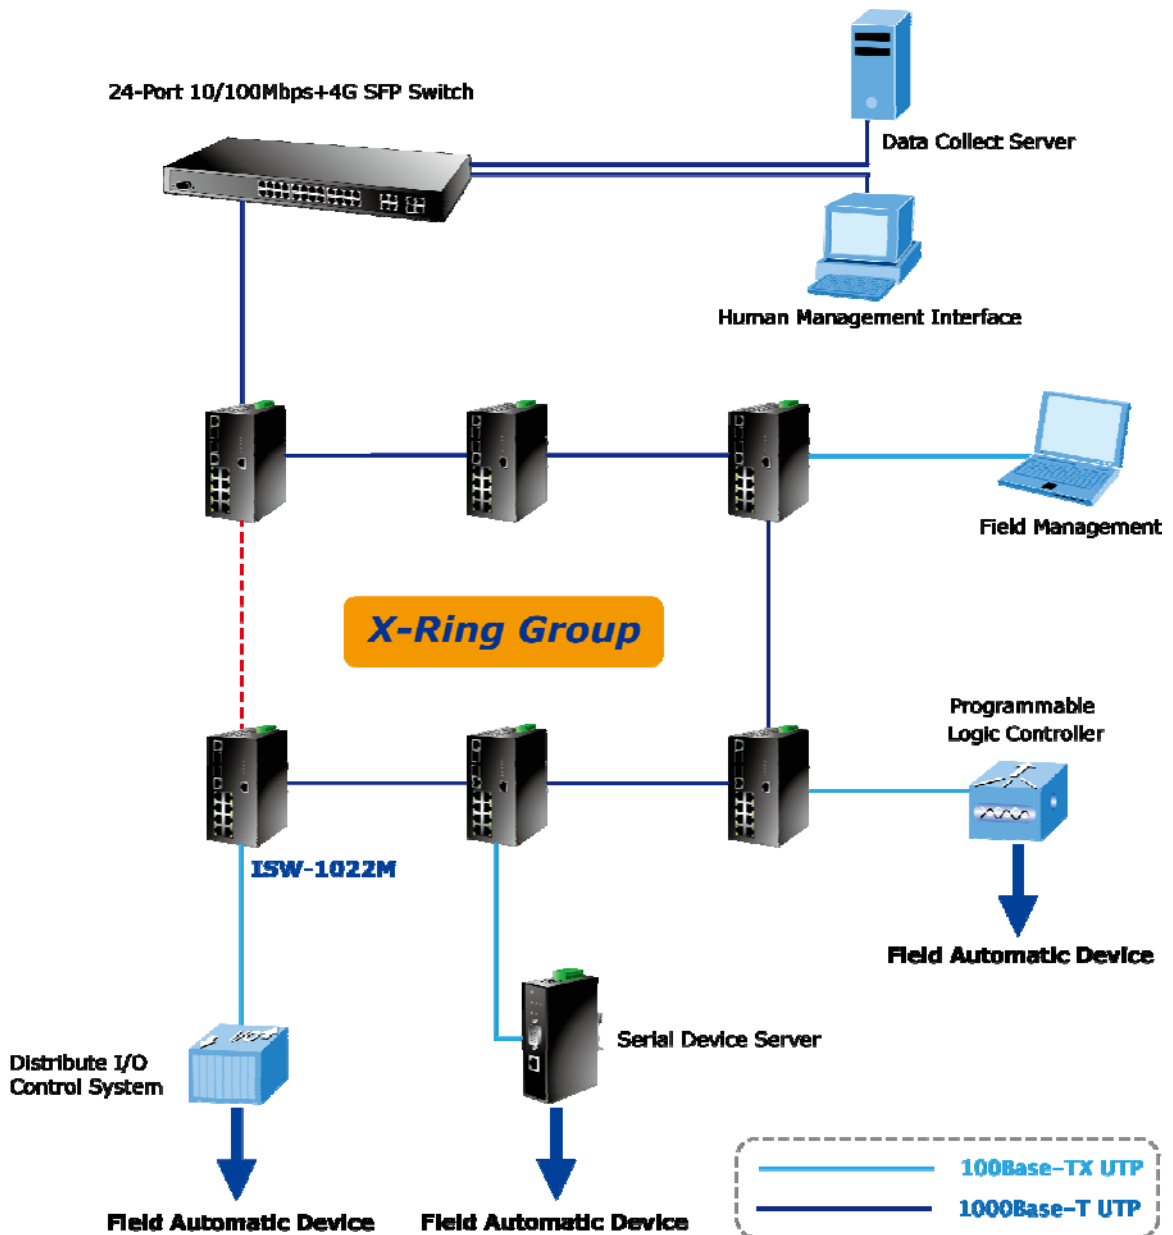 24-Port 10/100Mbps+4G SFP Switch
Data Collect Server
Human Management Interface
Field Management
X-Ring Group
Programmable
Logic Controller
ISW-1022M
Field Automatic Device
Serial Device Server
Distribute I/O
Control System
100Base-TX UTP
1000Base-T UTP
Field Automatic Device
Field Automatic Device